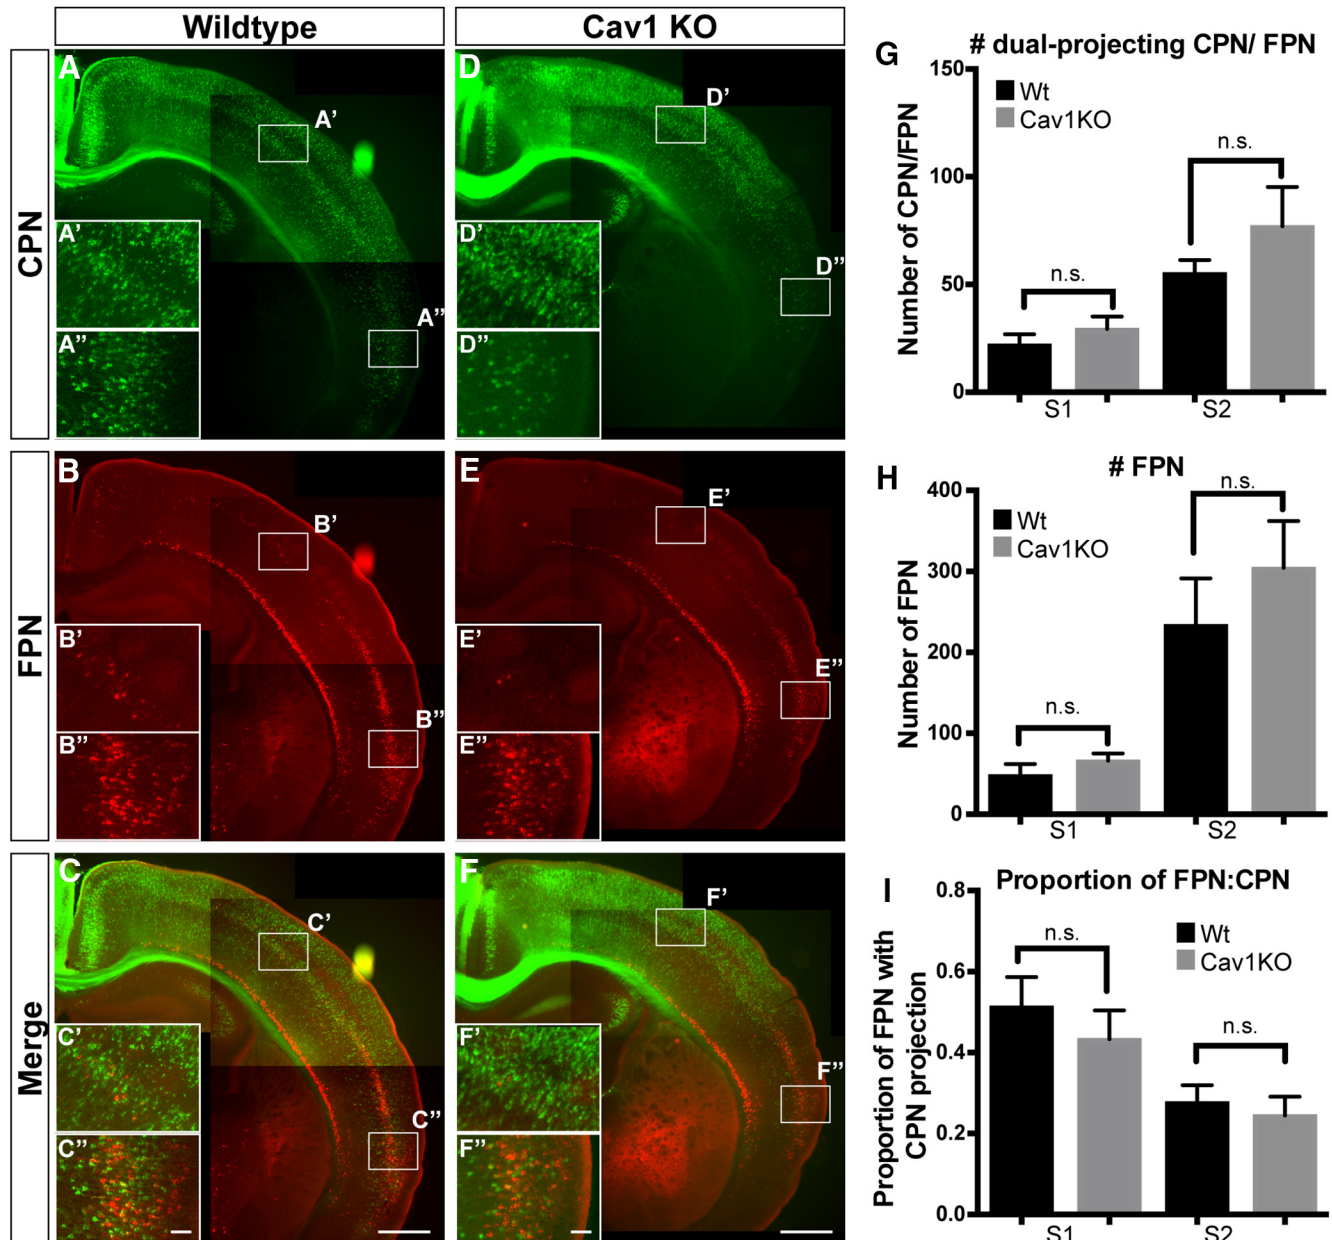 Wildtype
Cav1 KO
CPN
A
A'
A''
A'
A''
D
D'
D''
D'
D''
FPN
B
B'
B''
B'
B''
E
E'
E''
E'
E''
Merge
C
C'
C''
C'
C''
F
F'
F''
F'
F''
G
# dual-projecting CPN/ FPN
Number of CPN/FPN
150
100
50
0
Wt
Cav1KO
n.s.
n.s.
S1
S2
H
# FPN
Number of FPN
400
300
200
100
0
Wt
Cav1KO
n.s.
n.s.
S1
S2
I
Proportion of FPN:CPN
Proportion of FPN with
CPN projection
0.8
0.6
0.4
0.2
0.0
Wt
Cav1KO
n.s.
n.s.
S1
S2